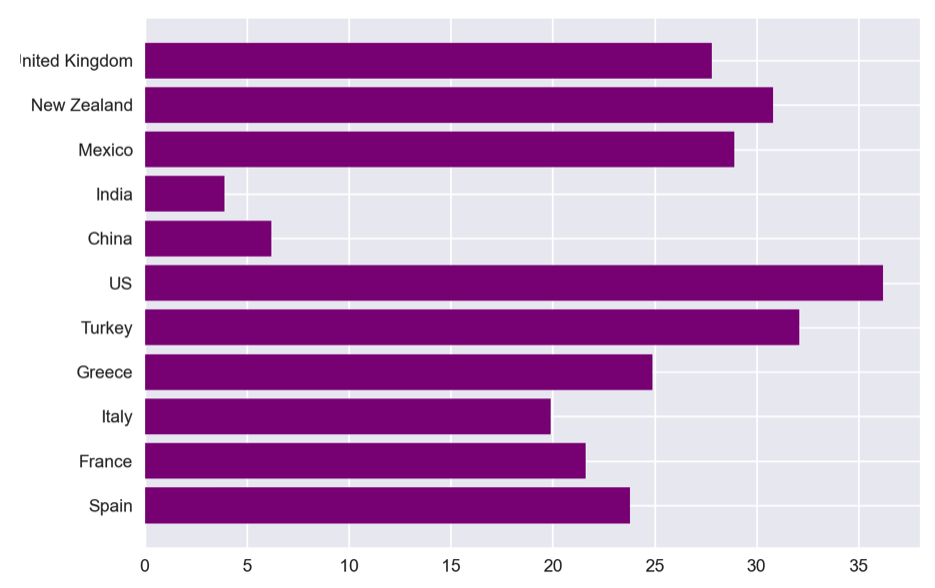 nited Kingdom
New Zealand
Mexico
India
China
US
Turkey
Greece
Italy
France
Spain
0 5 10 15 20 25 30 35